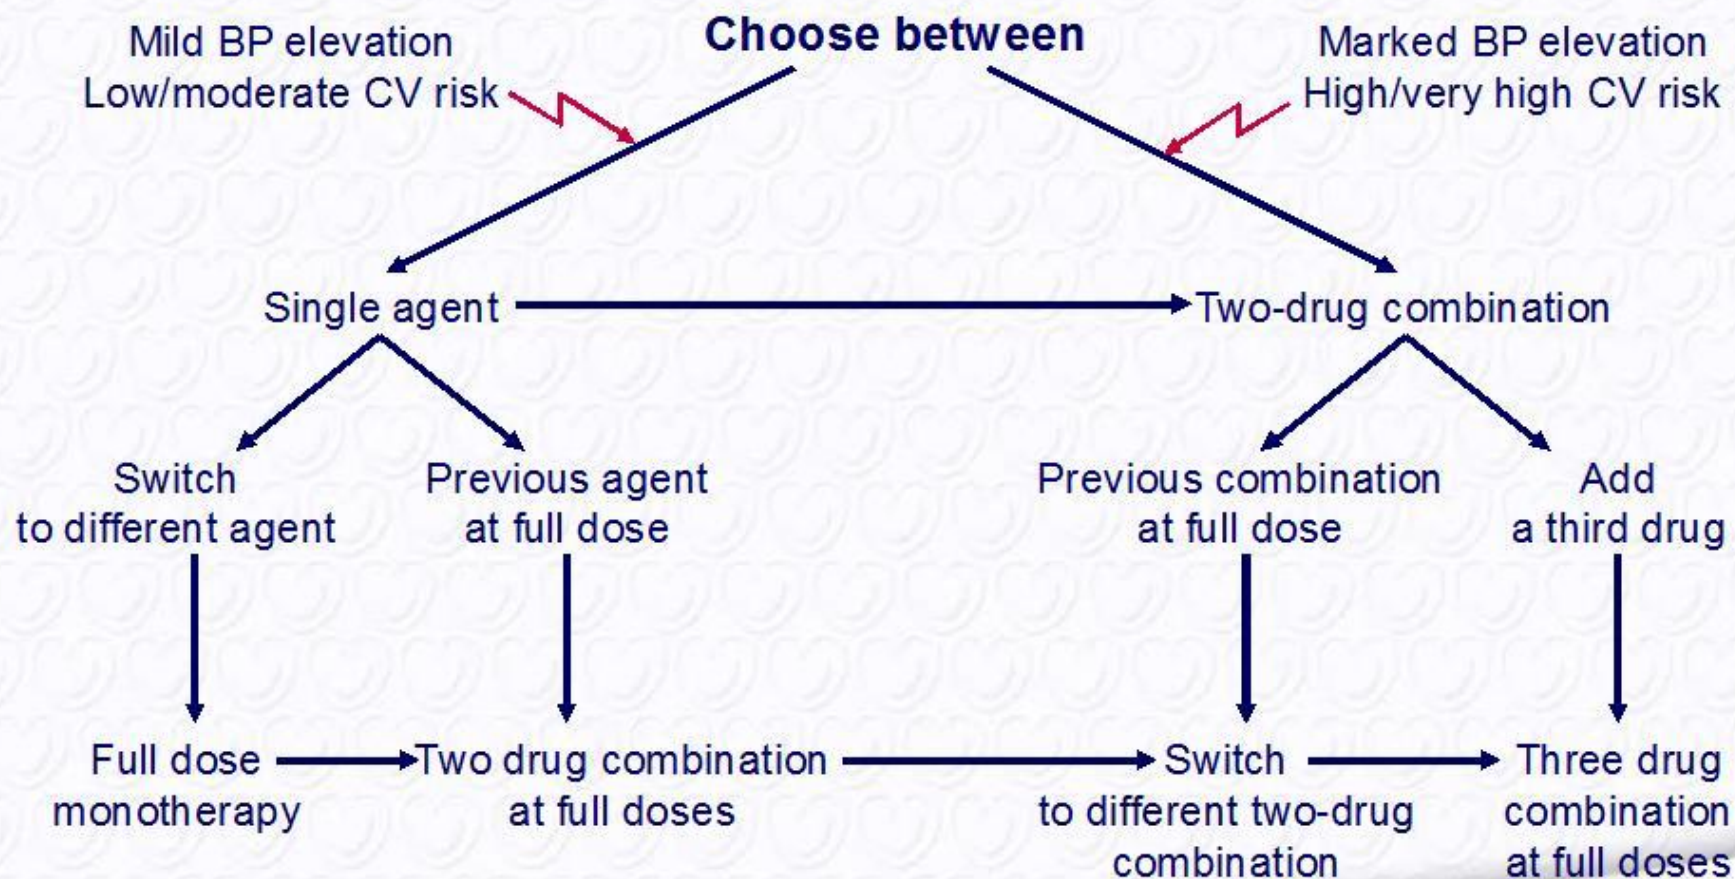 Choose between
Mild BP elevation
Low/moderate CV risk
Marked BP elevation
High/very high CV risk
Single agent
Two-drug combination
Switch
to different agent
Previous agent
at full dose
Previous combination
at full dose
Add
a third drug
Full dose
monotherapy
Two drug combination
at full doses
Switch
to different two-drug
combination
Three drug
combination
at full doses